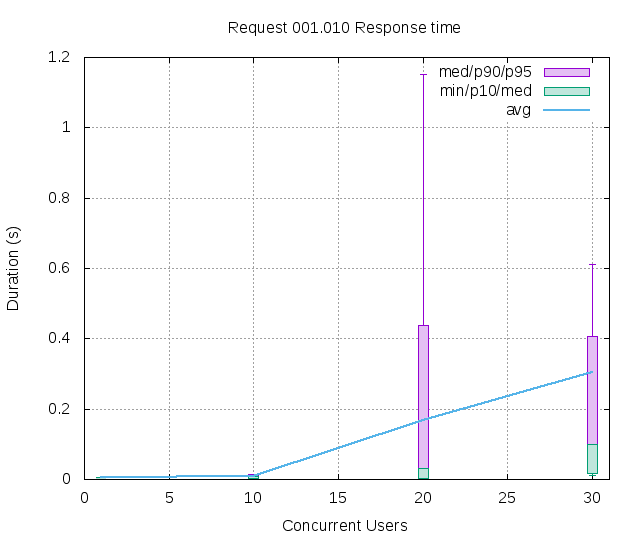 Request 001.010 Response time
med/p90/p95
min/p10/med
avg
Duration (s)
1.2
1
0.8
0.6
0.4
0.2
0
0 5 10 15 20 25 30
Concurrent Users